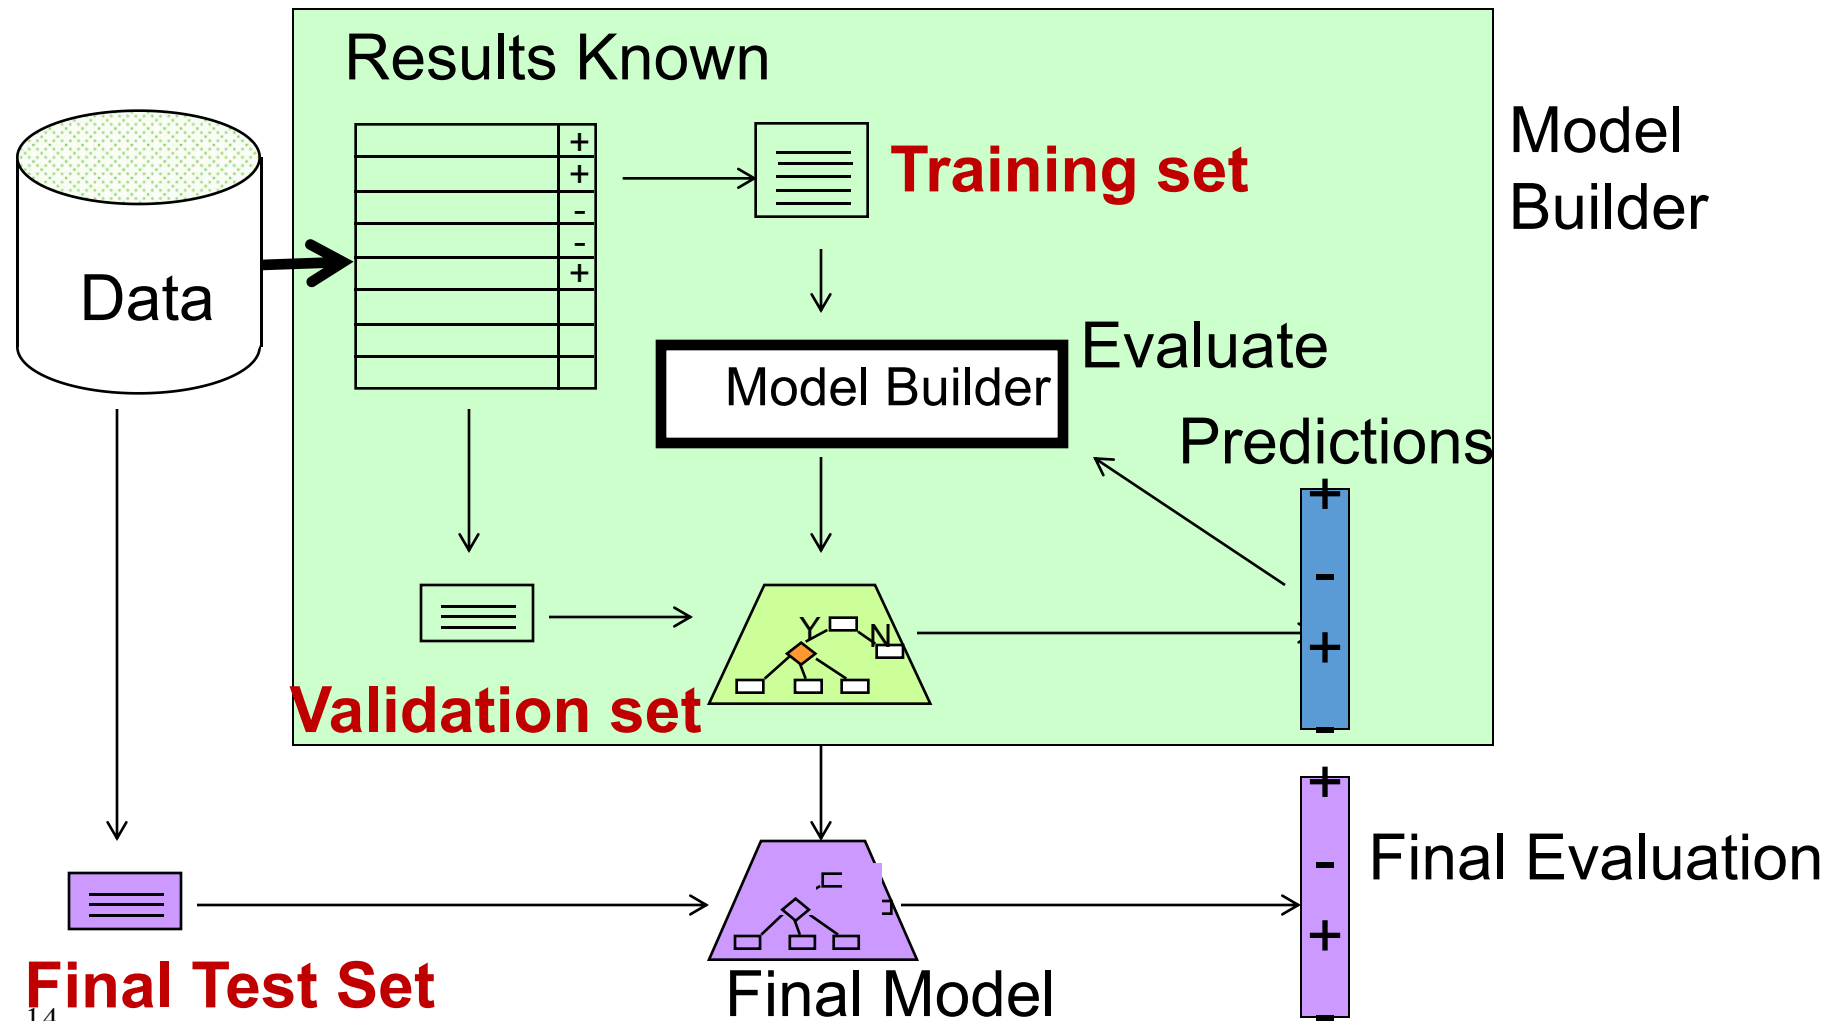 Results Known
Model
Builder
+
+
-
-
+
Training set
Data
Model Builder
Evaluate
Predictions
+
-
+
-
Y
N
Validation set
+
-
+
-
Final Evaluation
Final Test Set
Final Model
14